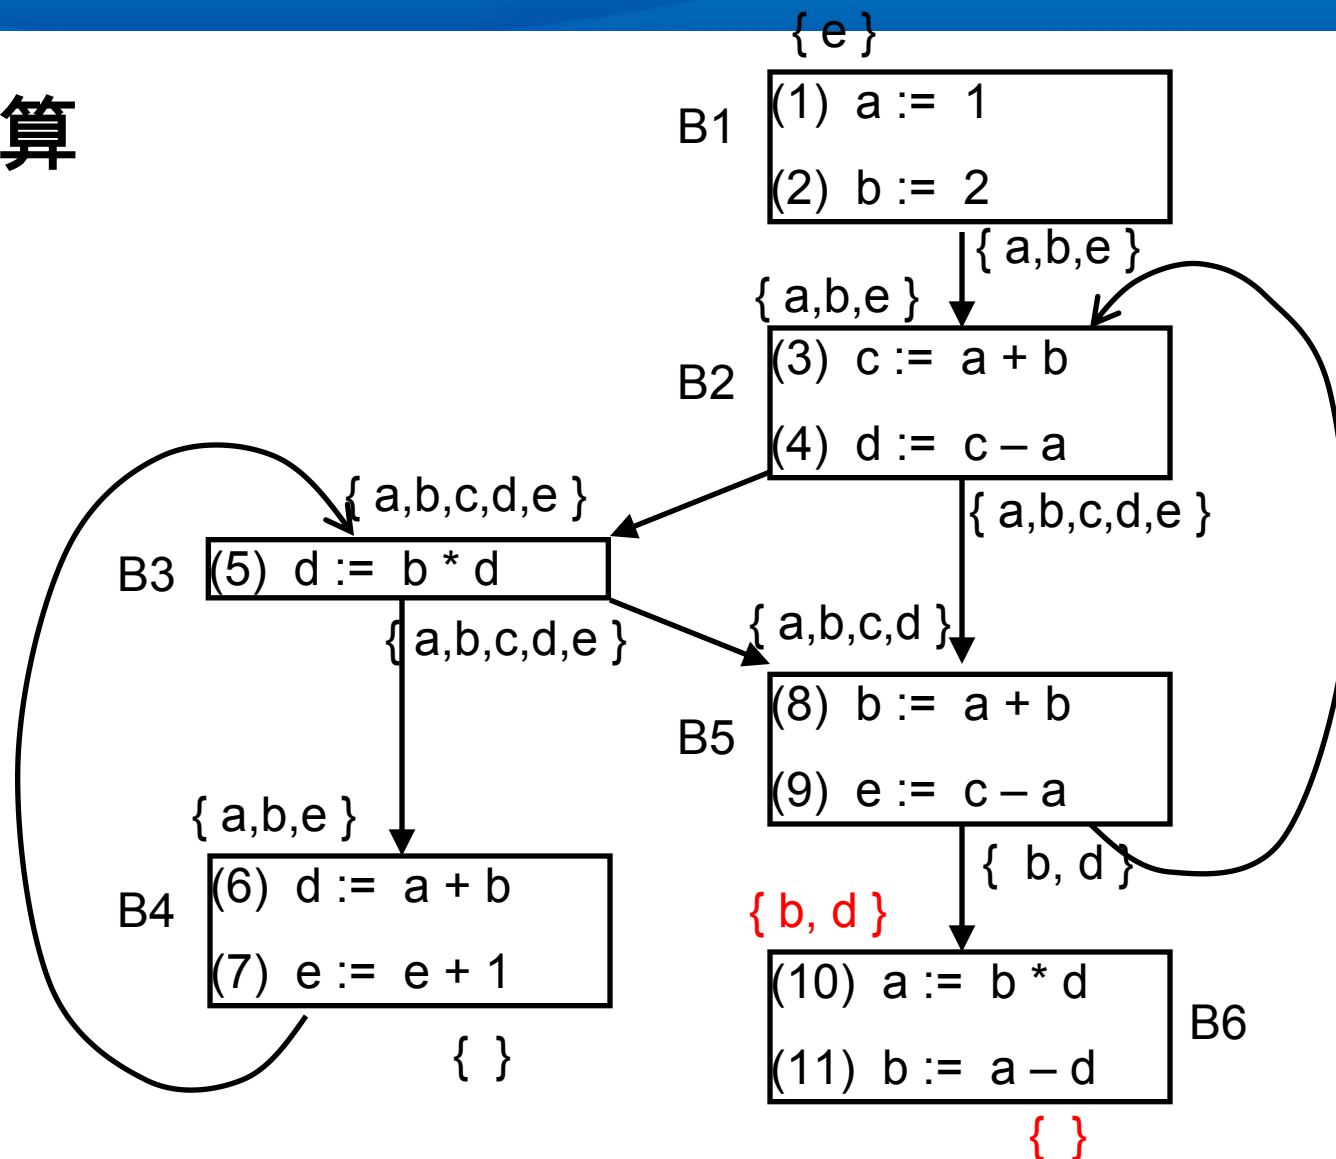 { e }
算
B1
(1) a := 1
(2) b := 2
{ a,b,e }
{ a,b,e }
B2
(3) c := a + b
(4) d := c – a
{ a,b,c,d,e }
{ a,b,c,d,e }
B3
(5) d := b * d
{ a,b,c,d,e }
{ a,b,c,d }
B5
(8) b := a + b
(9) e := c – a
{ a,b,e }
{ b, d }
B4
(6) d := a + b
(7) e := e + 1
{ }
{ b, d }
(10) a := b * d
(11) b := a – d
B6
{ }